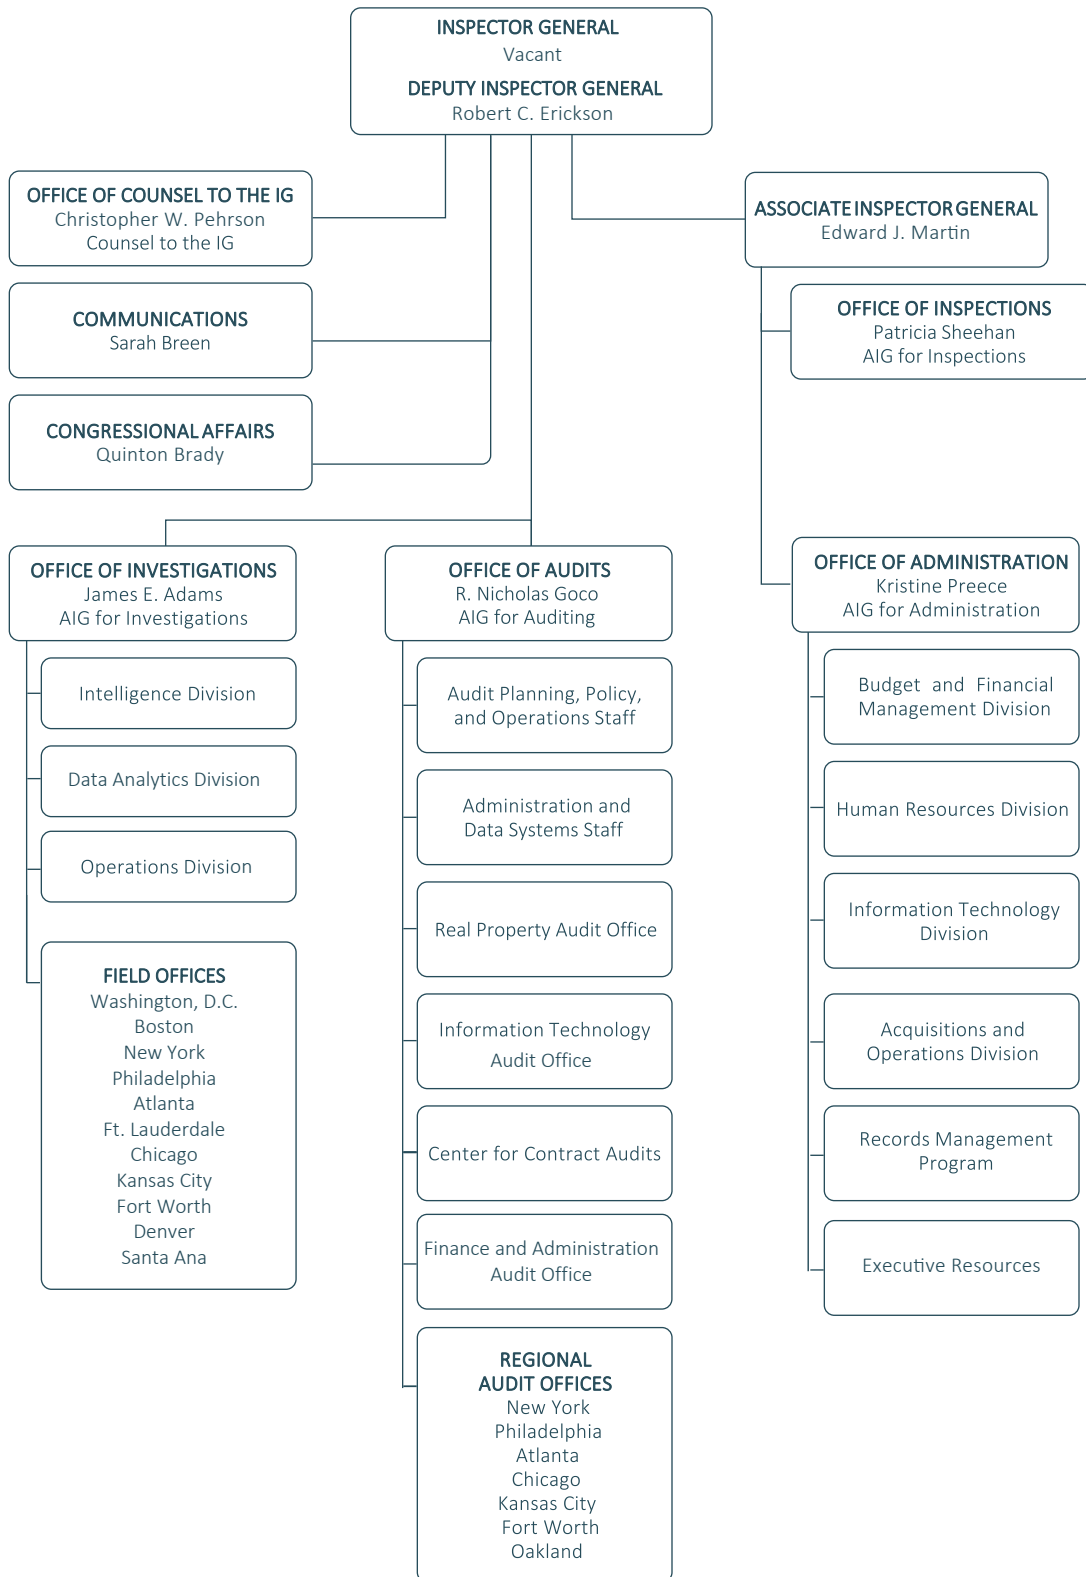 INSPECTOR GENERAL
Vacant
DEPUTY INSPECTOR GENERAL
Robert C. Erickson
OFFICE OF COUNSEL TO THE IG
Christopher W. Pehrson
Counsel to the IG
ASSOCIATE INSPECTOR GENERAL
Edward J. Martin
COMMUNICATIONS
Sarah Breen
OFFICE OF INSPECTIONS
Patricia Sheehan
AIG for Inspections
CONGRESSIONAL AFFAIRS
Quinton Brady
OFFICE OF INVESTIGATIONS
James E. Adams
AIG for Investigations
Intelligence Division
Data Analytics Division
Operations Division
FIELD OFFICES
Washington, D.C.
Boston
New York
Philadelphia
Atlanta
Ft. Lauderdale
Chicago
Kansas City
Fort Worth
Denver
Santa Ana
OFFICE OF AUDITS
R. Nicholas Goco
AIG for Auditing
Audit Planning, Policy,
and Operations Staff
Administration and
Data Systems Staff
Real Property Audit Office
Information Technology
Audit Office
Center for Contract Audits
Finance and Administration
Audit Office
REGIONAL
AUDIT OFFICES
New York
Philadelphia
Atlanta
Chicago
Kansas City
Fort Worth
Oakland
OFFICE OF ADMINISTRATION
Kristine Preece
AIG for Administration
Budget and Financial
Management Division
Human Resources Division
Information Technology
Division
Acquisitions and
Operations Division
Records Management
Program
Executive Resources